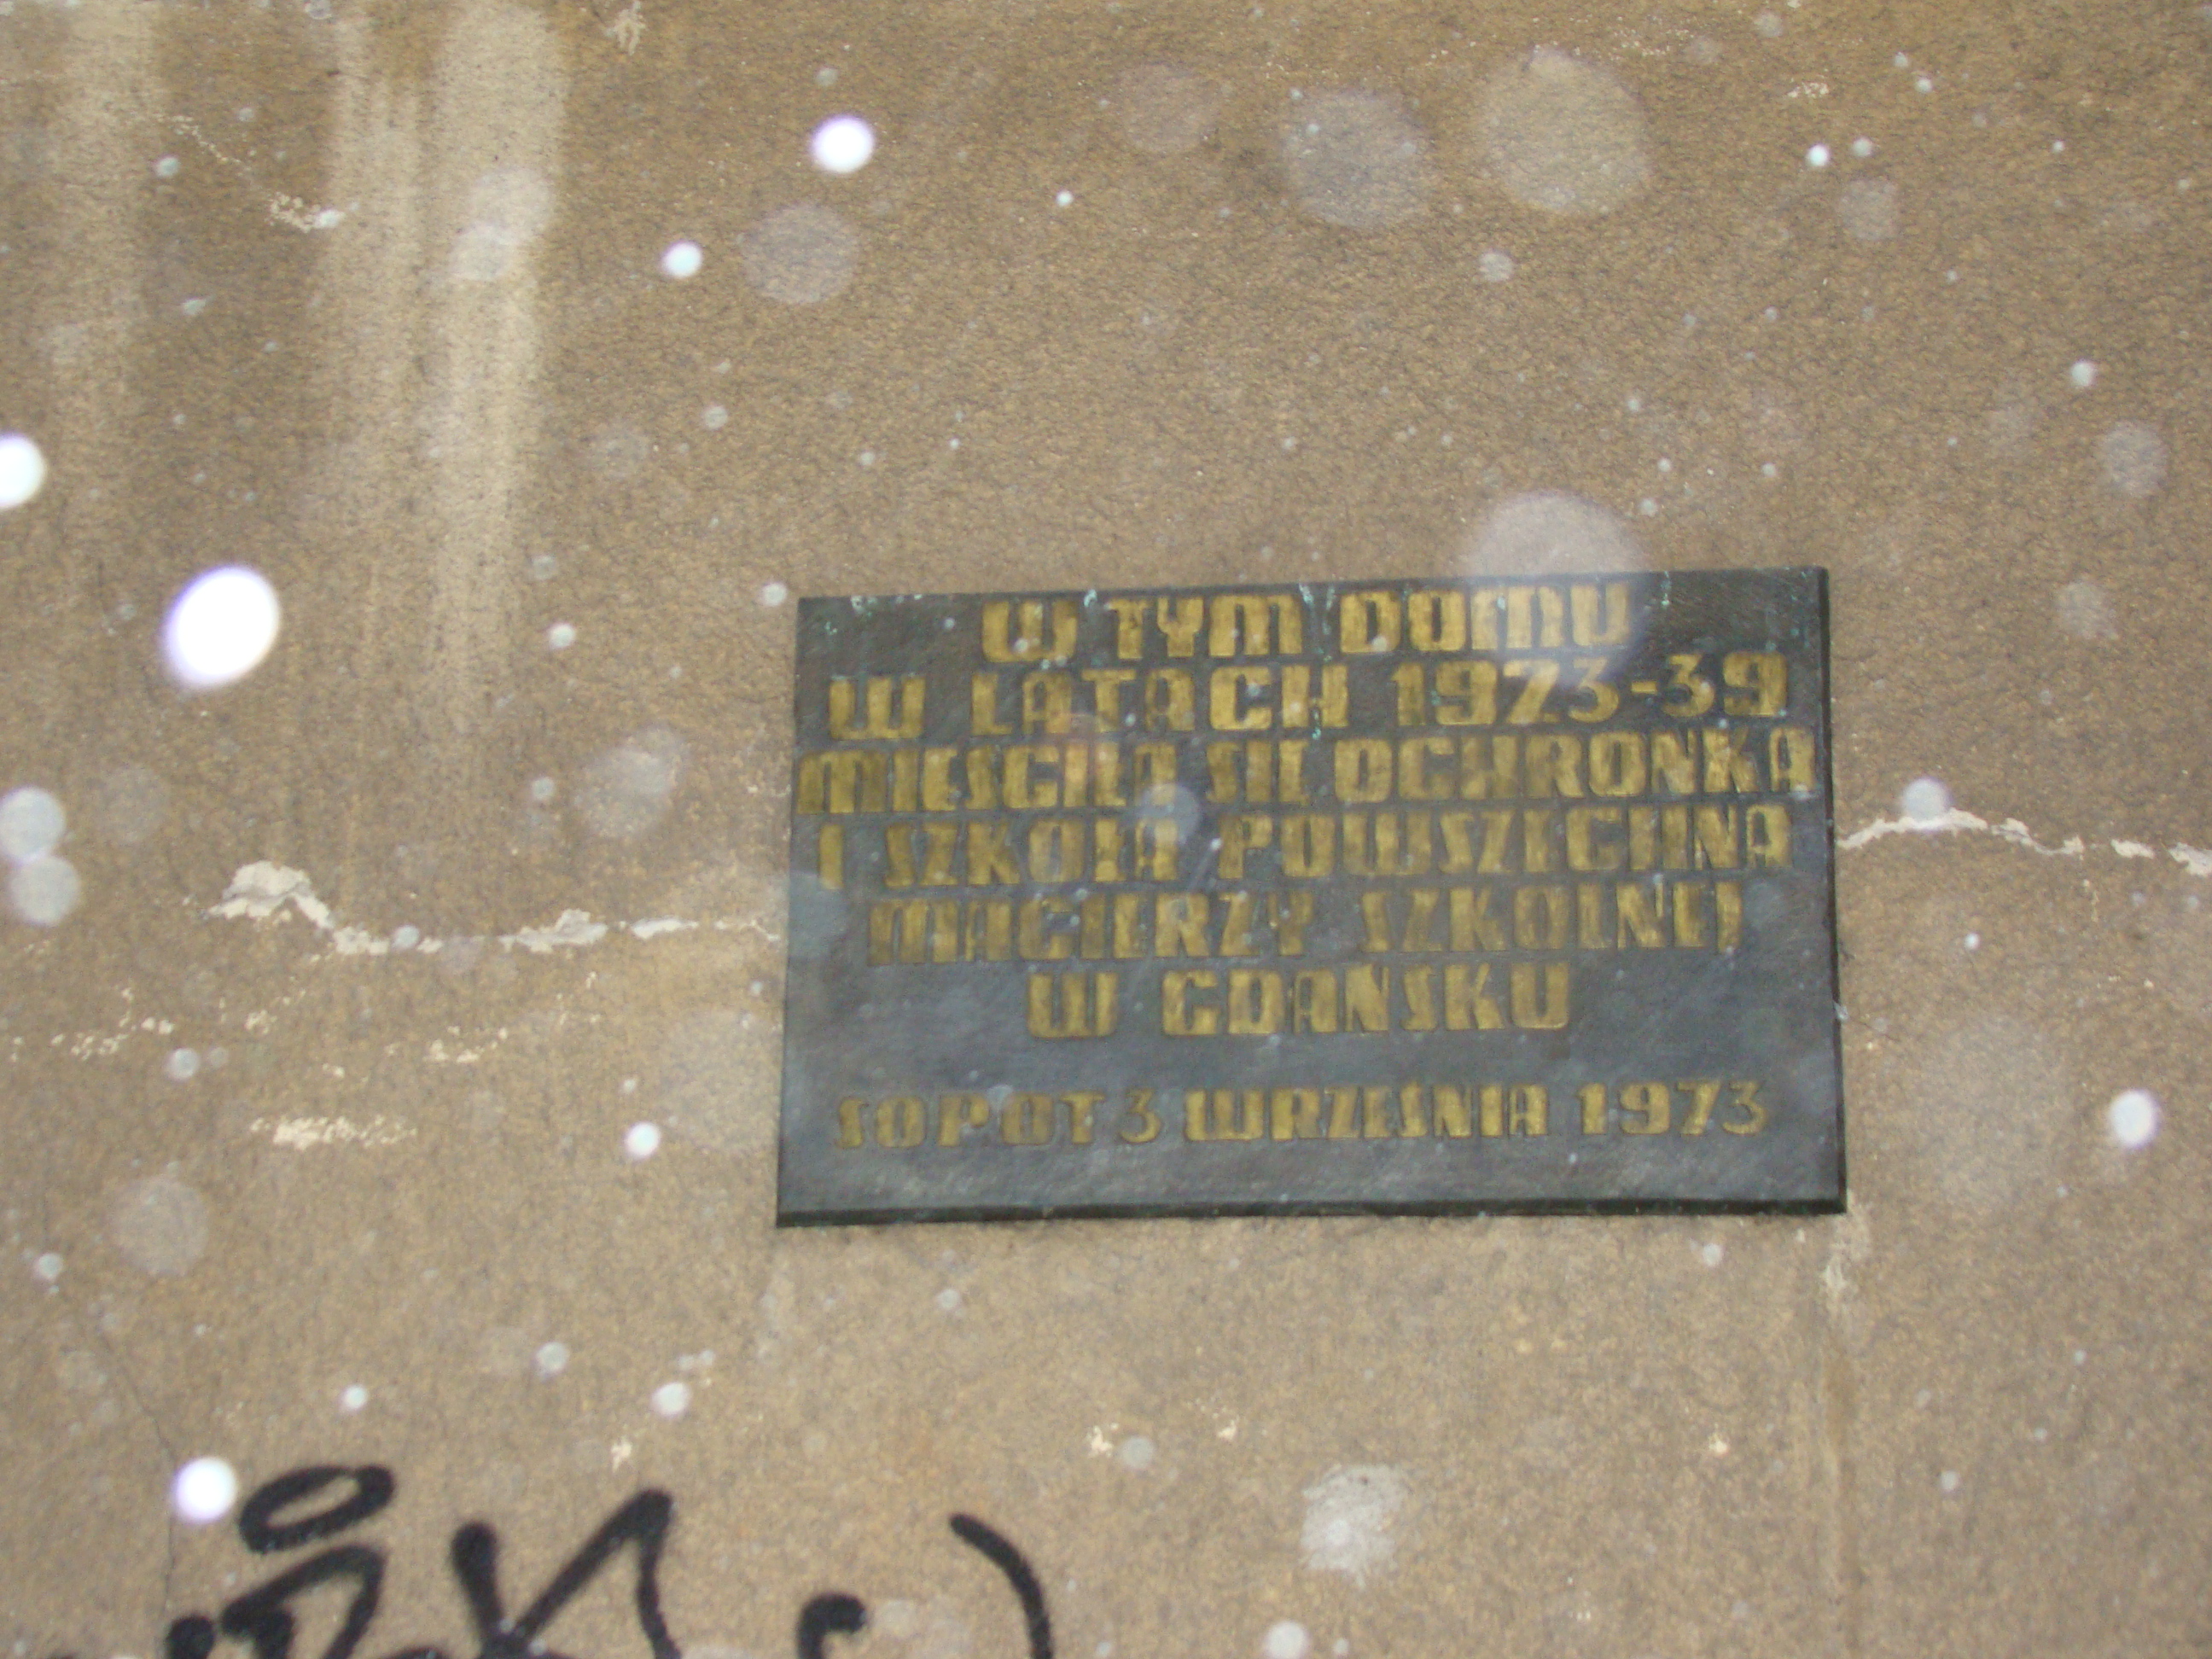 W TYM DOMU
W LATACH 1923-39
MIEŚCIŁA SIĘ OCHRONKA
I SZKOŁA POWSZECHNA
MACIERZY SZKOLNEJ
W GDAŃSKU
SOPOT 3 WRZEŚNIA 1973